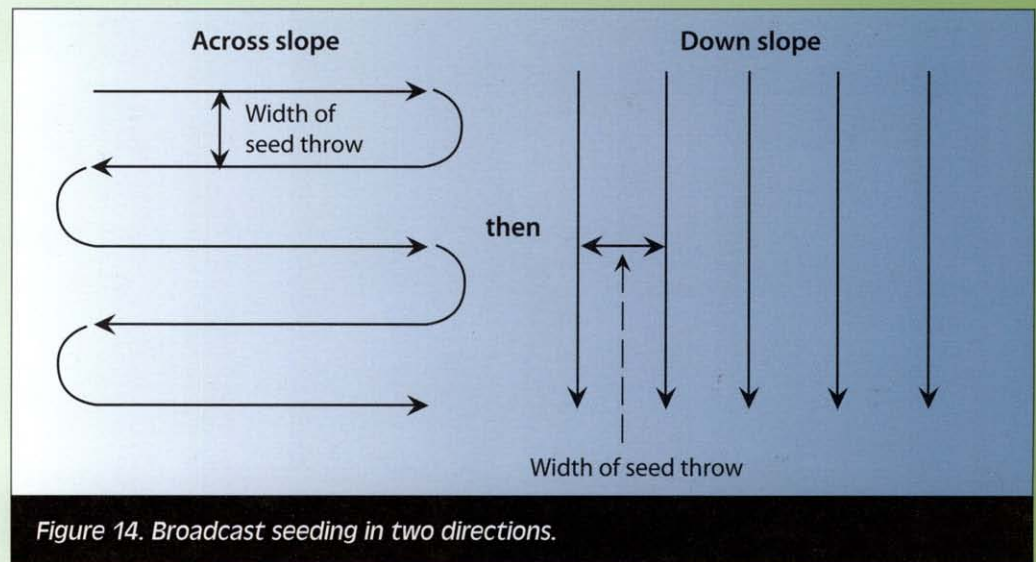 Across slope
Width of
seed throw
then
Down slope
Width of seed throw
Figure 14. Broadcast seeding in two directions.